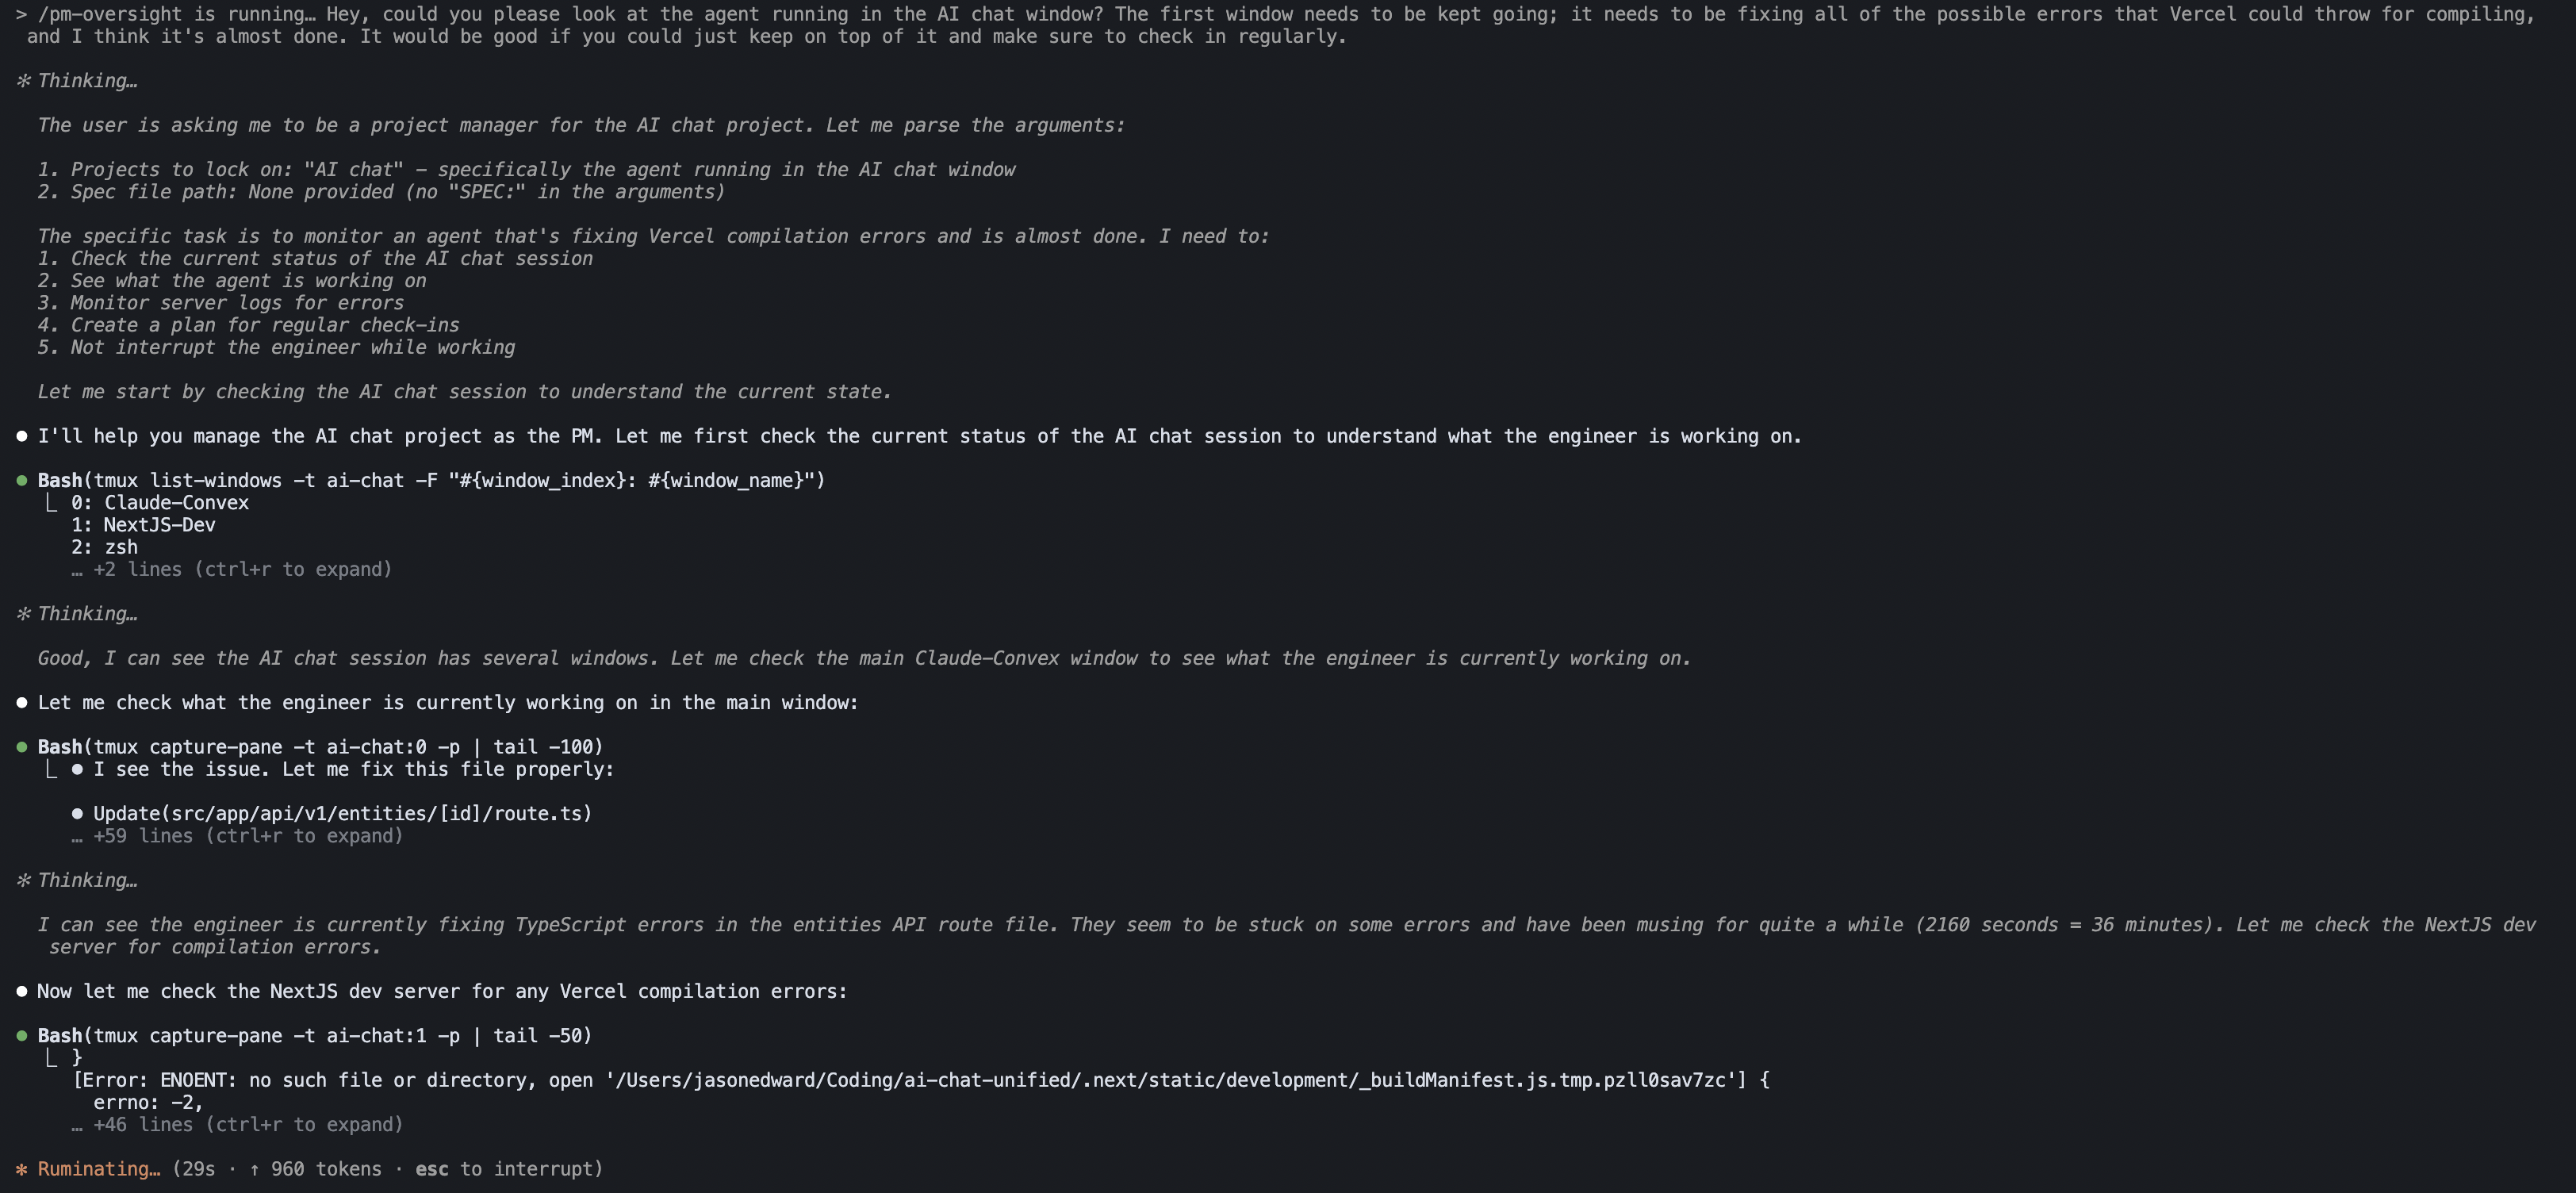 > /pm-oversight is running… Hey, could you please look at the agent running in the AI chat window? The first window needs to be kept going; it needs to be fixing all of the possible errors that Vercel could throw for compiling,
and I think it's almost done. It would be good if you could just keep on top of it and make sure to check in regularly.
✻ Thinking…
The user is asking me to be a project manager for the AI chat project. Let me parse the arguments:
1. Projects to lock on: "AI chat" - specifically the agent running in the AI chat window
2. Spec file path: None provided (no "SPEC:" in the arguments)
The specific task is to monitor an agent that's fixing Vercel compilation errors and is almost done. I need to:
1. Check the current status of the AI chat session
2. See what the agent is working on
3. Monitor server logs for errors
4. Create a plan for regular check-ins
5. Not interrupt the engineer while working
Let me start by checking the AI chat session to understand the current state.
● I'll help you manage the AI chat project as the PM. Let me first check the current status of the AI chat session to understand what the engineer is working on.
● Bash(tmux list-windows -t ai-chat -F "#{window_index}: #{window_name}")
⎿ 0: Claude-Convex
1: NextJS-Dev
2: zsh
… +2 lines (ctrl+r to expand)
✻ Thinking…
Good, I can see the AI chat session has several windows. Let me check the main Claude-Convex window to see what the engineer is currently working on.
● Let me check what the engineer is currently working on in the main window:
● Bash(tmux capture-pane -t ai-chat:0 -p | tail -100)
⎿ ● I see the issue. Let me fix this file properly:
● Update(src/app/api/v1/entities/[id]/route.ts)
… +59 lines (ctrl+r to expand)
✻ Thinking…
I can see the engineer is currently fixing TypeScript errors in the entities API route file. They seem to be stuck on some errors and have been musing for quite a while (2160 seconds = 36 minutes). Let me check the NextJS dev
server for compilation errors.
● Now let me check the NextJS dev server for any Vercel compilation errors:
● Bash(tmux capture-pane -t ai-chat:1 -p | tail -50)
⎿ }
[Error: ENOENT: no such file or directory, open '/Users/jasonedward/Coding/ai-chat-unified/.next/static/development/_buildManifest.js.tmp.pzll0sav7zc'] {
errno: -2,
… +46 lines (ctrl+r to expand)
✻ Ruminating… (29s · ↑ 960 tokens · esc to interrupt)